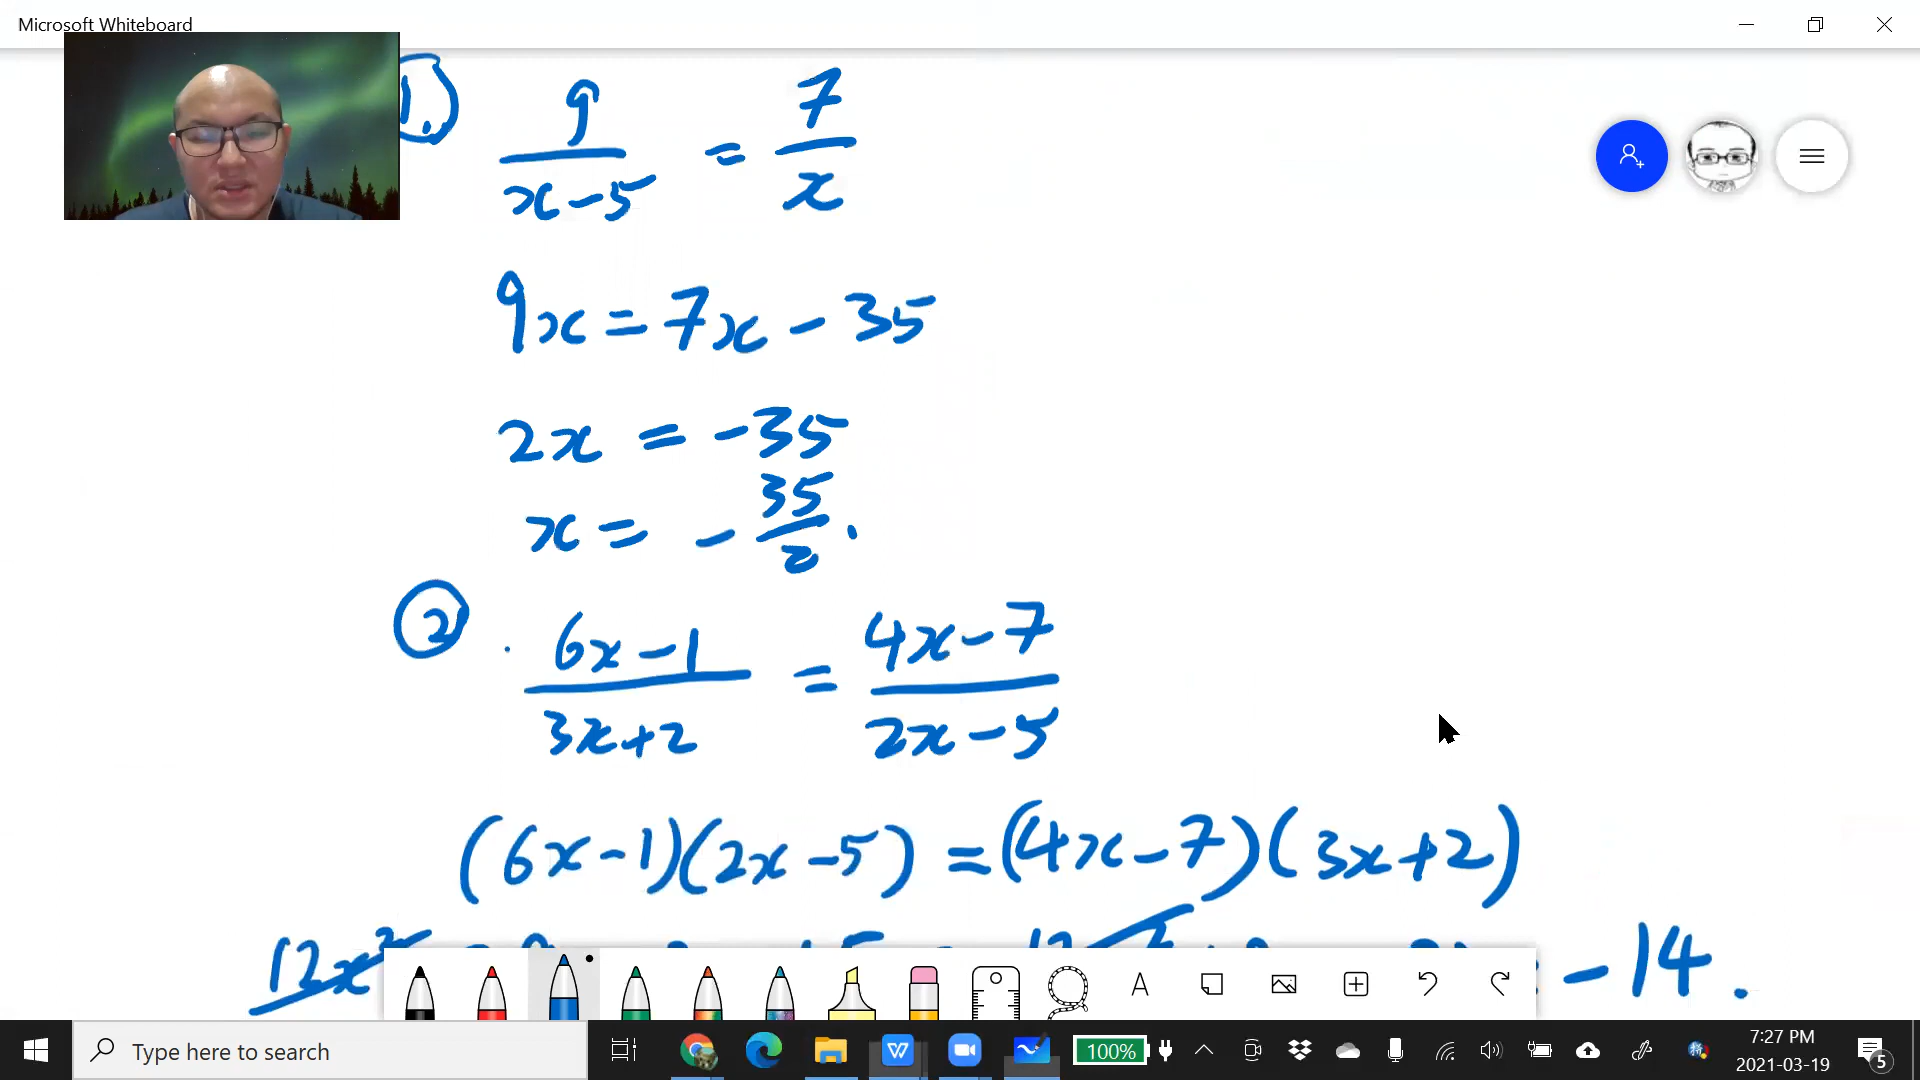 Microsoft Whiteboard
1.
9/(x-5) = 7/x
9x = 7x - 35
2x = -35
x = -35/2.
2 . (6x-1)/(3x+2) = (4x-7)/(2x-5)
(6x-1)(2x-5) = (4x-7)(3x+2)
12x² - 14.
A
Type here to search
100%
7:27 PM
2021-03-19
5